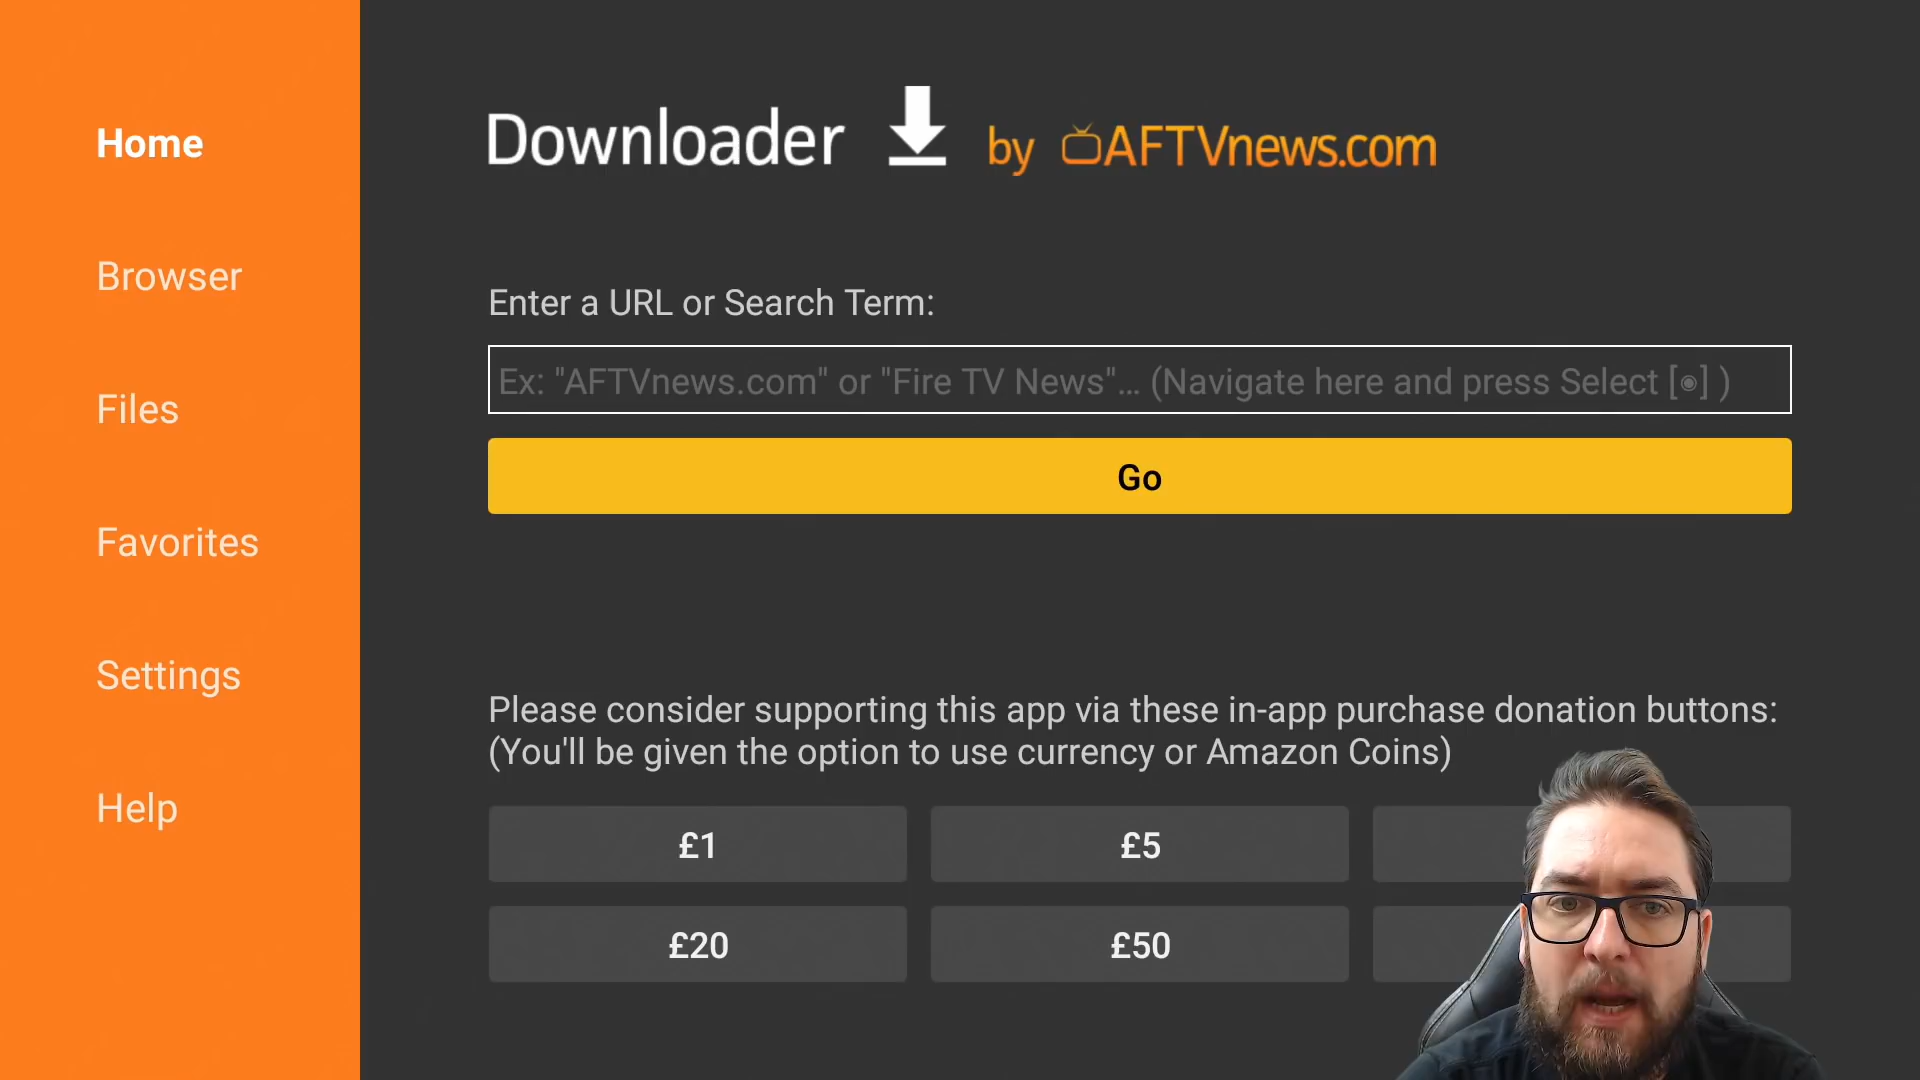 Home
Browser
Files
Favorites
Settings
Help
Downloader by AFTVnews.com
Enter a URL or Search Term:
Ex: "AFTVnews.com" or "Fire TV News"... (Navigate here and press Select [◉] )
Go
Please consider supporting this app via these in-app purchase donation buttons:
(You'll be given the option to use currency or Amazon Coins)
£1 £5
£20 £50